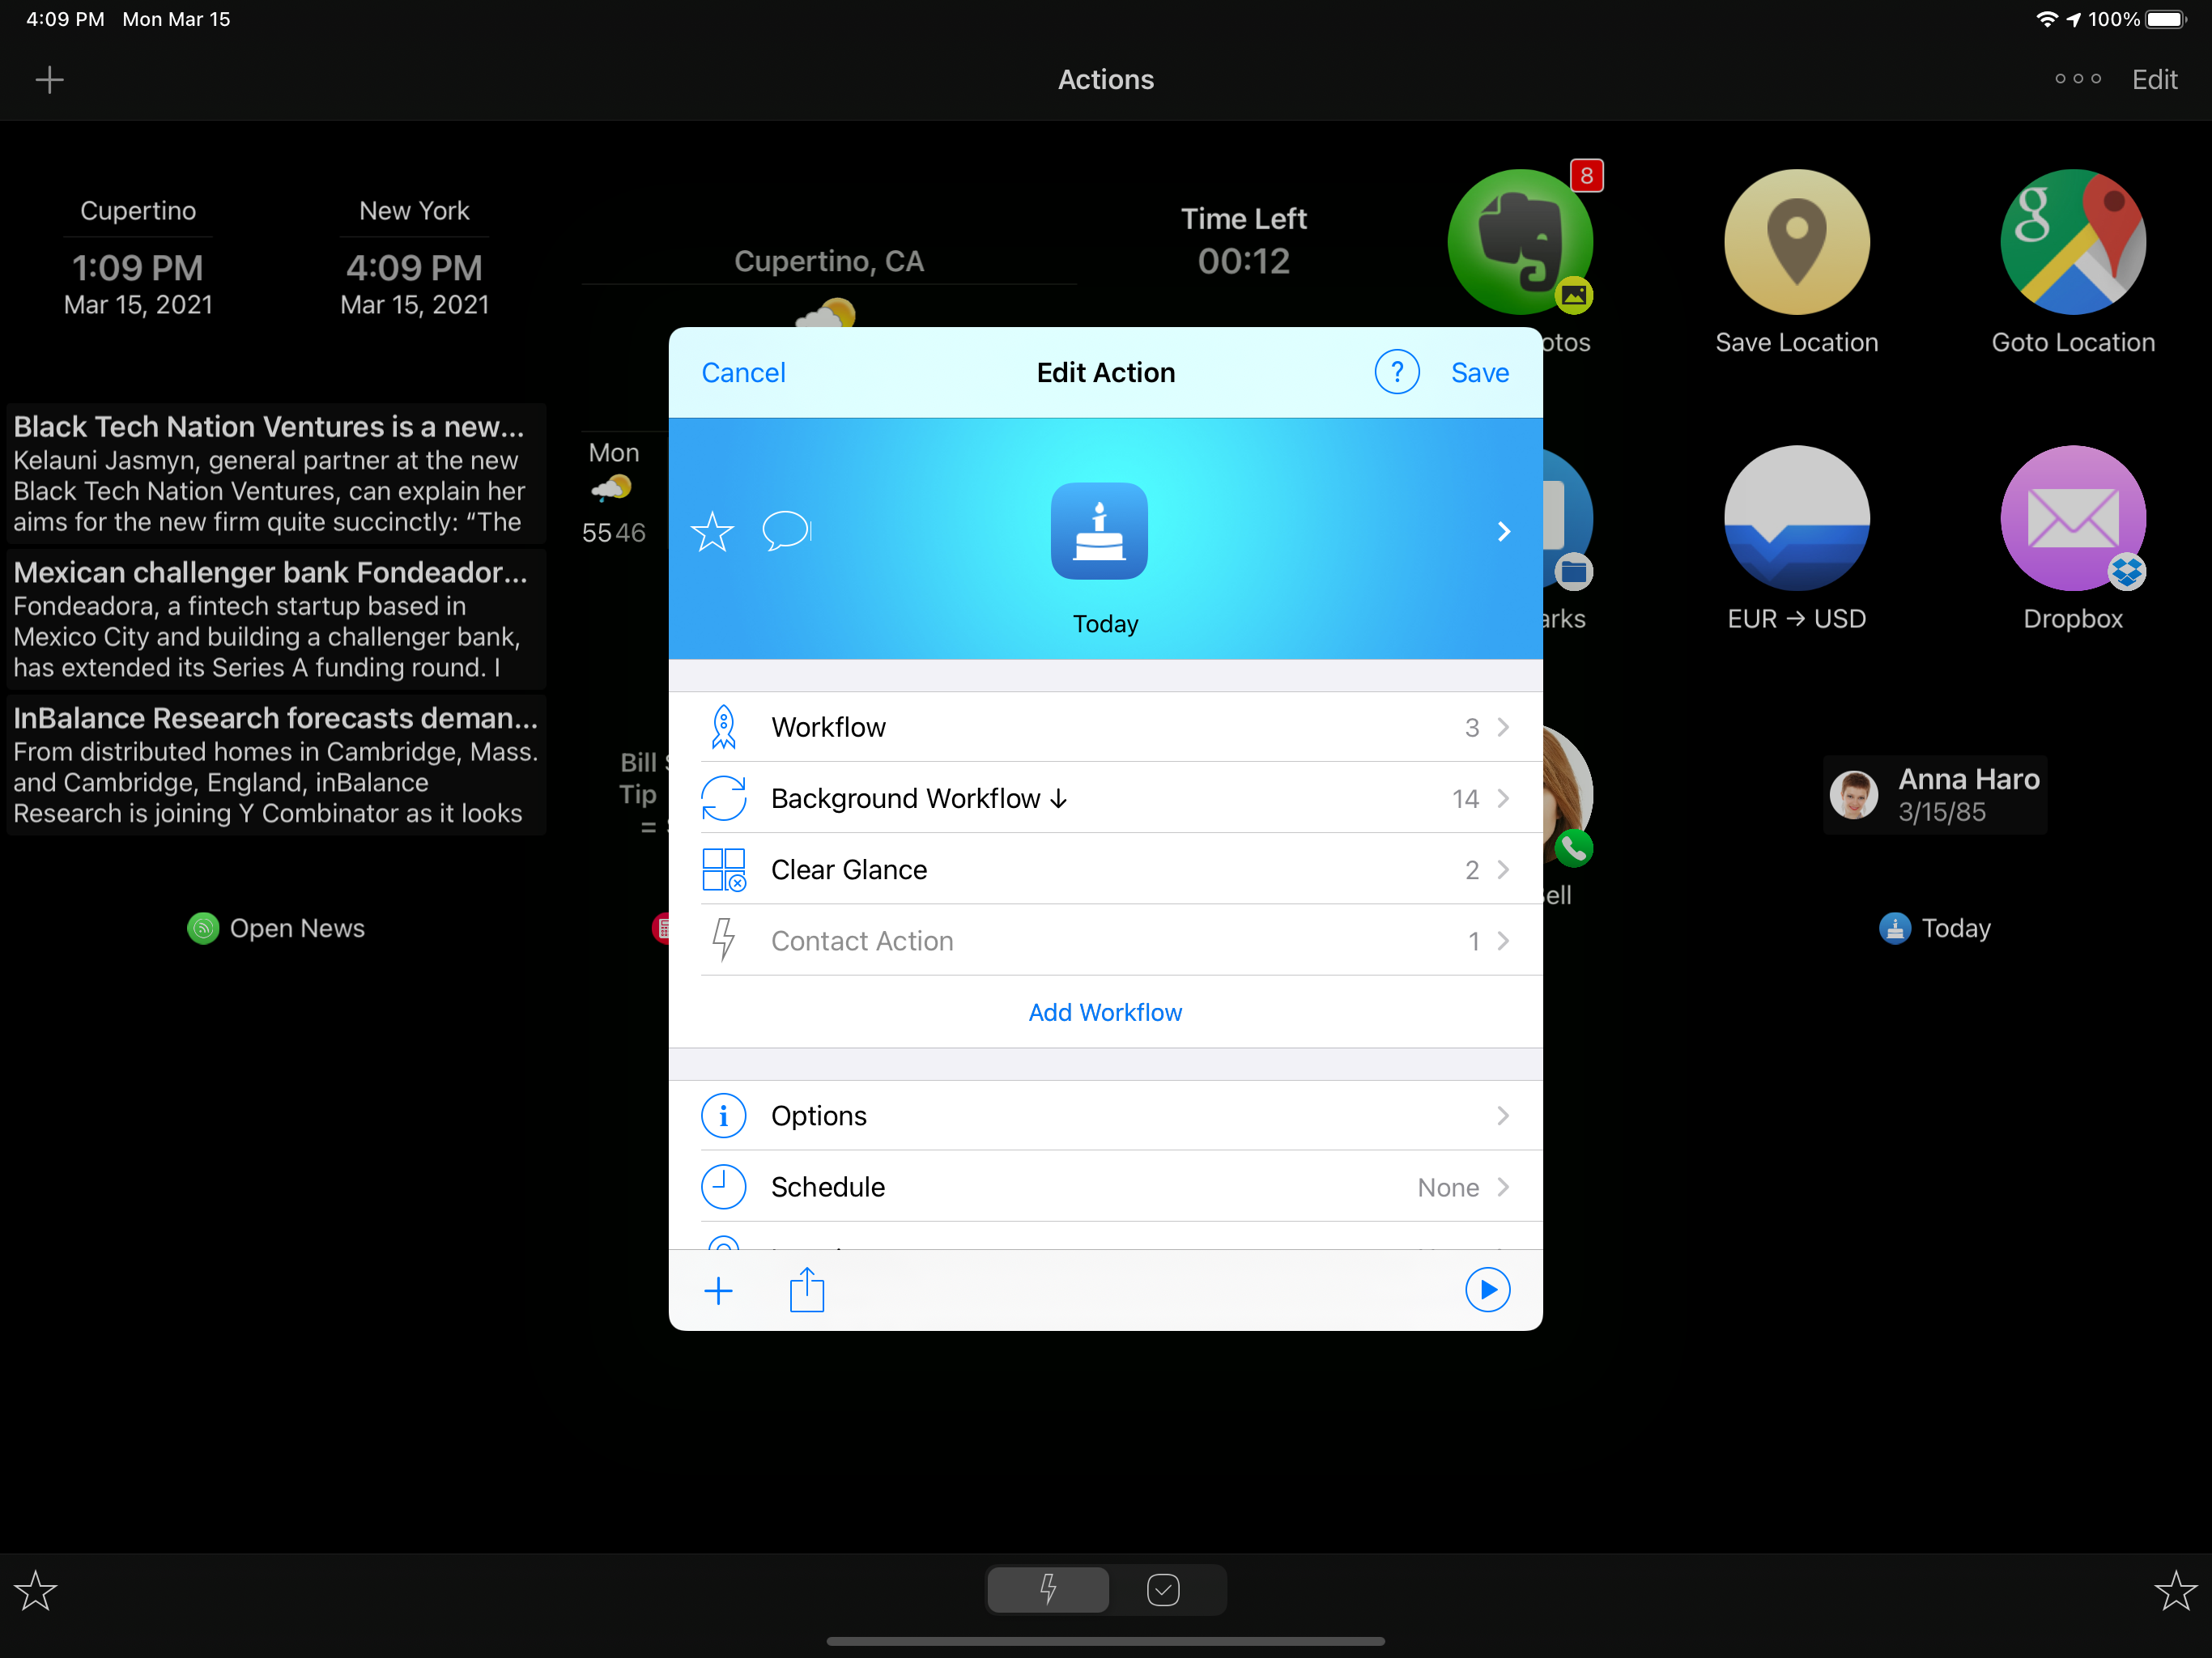 4:09 PM Mon Mar 15
100%
Actions
Edit
Cupertino
1:09 PM
Mar 15, 2021
New York
4:09 PM
Mar 15, 2021
Cupertino, CA
Time Left
00:12
8
otos
Save Location
Goto Location
Black Tech Nation Ventures is a new...
Kelauni Jasmyn, general partner at the new
Black Tech Nation Ventures, can explain her
aims for the new firm quite succinctly: “The
Mexican challenger bank Fondeador...
Fondeadora, a fintech startup based in
Mexico City and building a challenger bank,
has extended its Series A funding round. I
InBalance Research forecasts deman...
From distributed homes in Cambridge, Mass.
and Cambridge, England, inBalance
Research is joining Y Combinator as it looks
Open News
Mon
55 46
Bill
Tip
=
Cancel
Edit Action
?
Save
Today
Workflow 3
Background Workflow ↓ 14
Clear Glance 2
Contact Action 1
Add Workflow
Options
Schedule None
arks
EUR → USD
Dropbox
ell
Anna Haro
3/15/85
Today